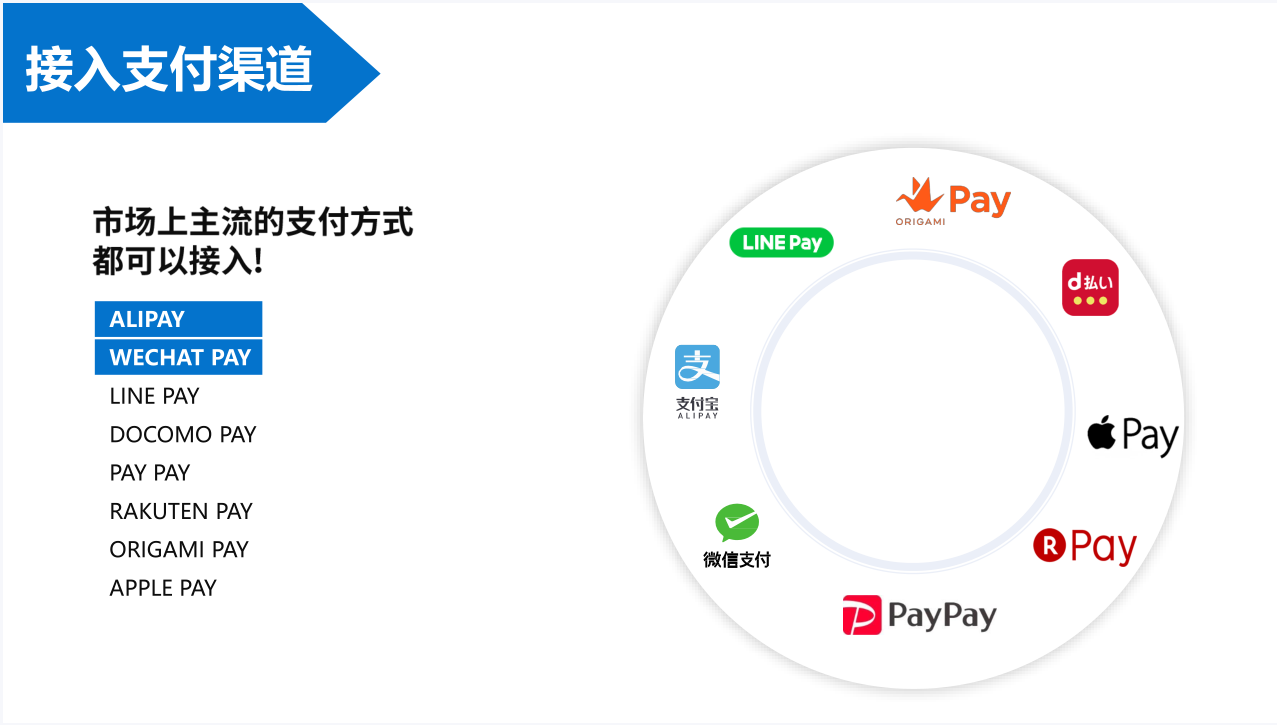 接入支付渠道
市场上主流的支付方式
都可以接入!
ALIPAY
WECHAT PAY
LINE PAY
DOCOMO PAY
PAY PAY
RAKUTEN PAY
ORIGAMI PAY
APPLE PAY
Pay
ORIGAMI
LINE Pay
d払い
支
支付宝
ALIPAY
Pay
微信支付
R Pay
P PayPay